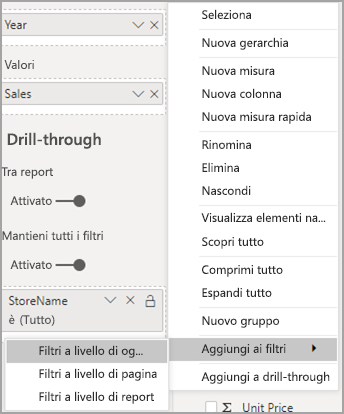 Year
Valori
Sales
Drill-through
Tra report
Attivato
Mantieni tutti i filtri
Attivato
StoreName
è (Tutto)
Seleziona
Nuova gerarchia
Nuova misura
Nuova colonna
Nuova misura rapida
Rinomina
Elimina
Nascondi
Visualizza elementi na...
Scopri tutto
Comprimi tutto
Espandi tutto
Nuovo gruppo
Aggiungi ai filtri
Aggiungi a drill-through
Filtri a livello di og...
Filtri a livello di pagina
Filtri a livello di report
Σ Unit Price